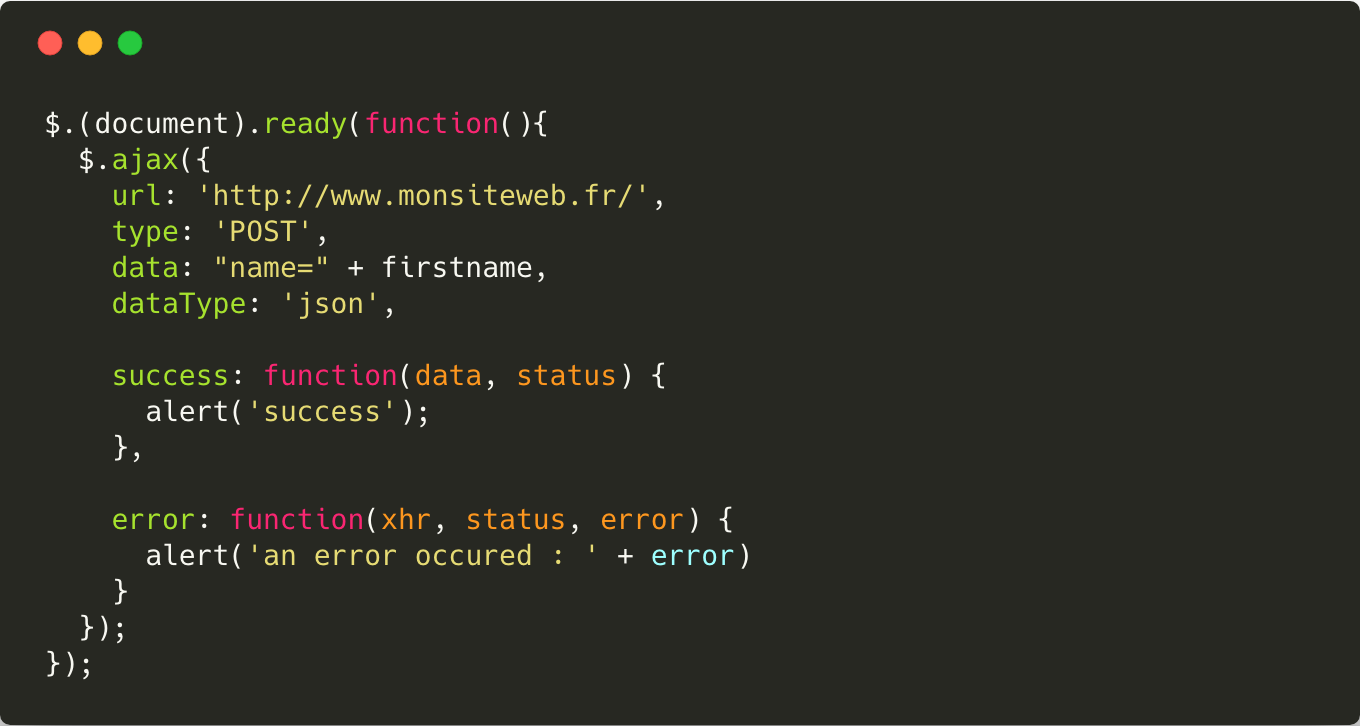 $.(document).ready(function(){
  $.ajax({
    url: 'http://www.monsiteweb.fr/',
    type: 'POST',
    data: "name=" + firstname,
    dataType: 'json',

    success: function(data, status) {
      alert('success');
    },

    error: function(xhr, status, error) {
      alert('an error occured : ' + error)
    }
  });
});